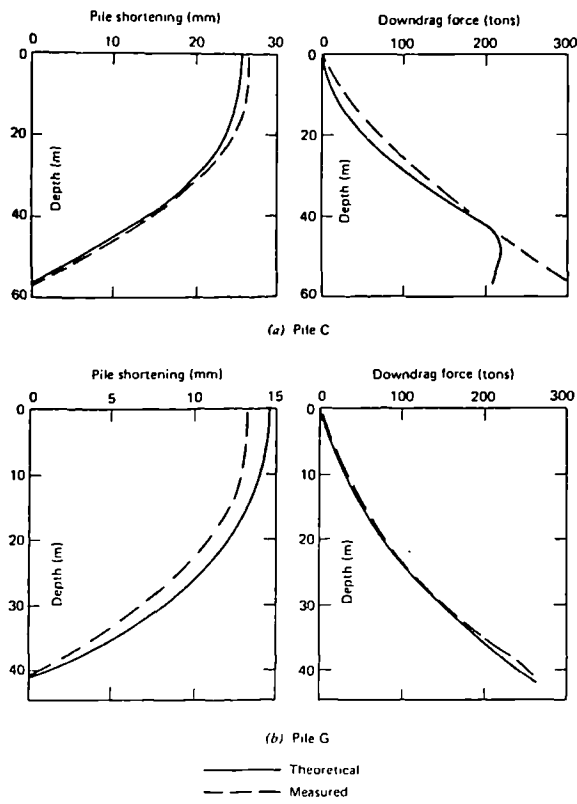 Pile shortening (mm)
0 10 20 30
0
20
40
60
Depth (m)
Downdrag force (tons)
0 100 200 300
0
20
40
60
Depth (m)
(a) Pile C
Pile shortening (mm)
0 5 10 15
0
10
20
30
40
Depth (m)
Downdrag force (tons)
0 100 200 300
0
10
20
30
40
Depth (m)
(b) Pile G
Theoretical
Measured